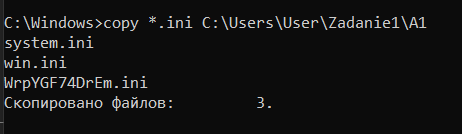 C:\Windows>copy *.ini C:\Users\User\Zadanie1\A1
system.ini
win.ini
WrpYGF74DrEm.ini
Скопировано файлов:         3.